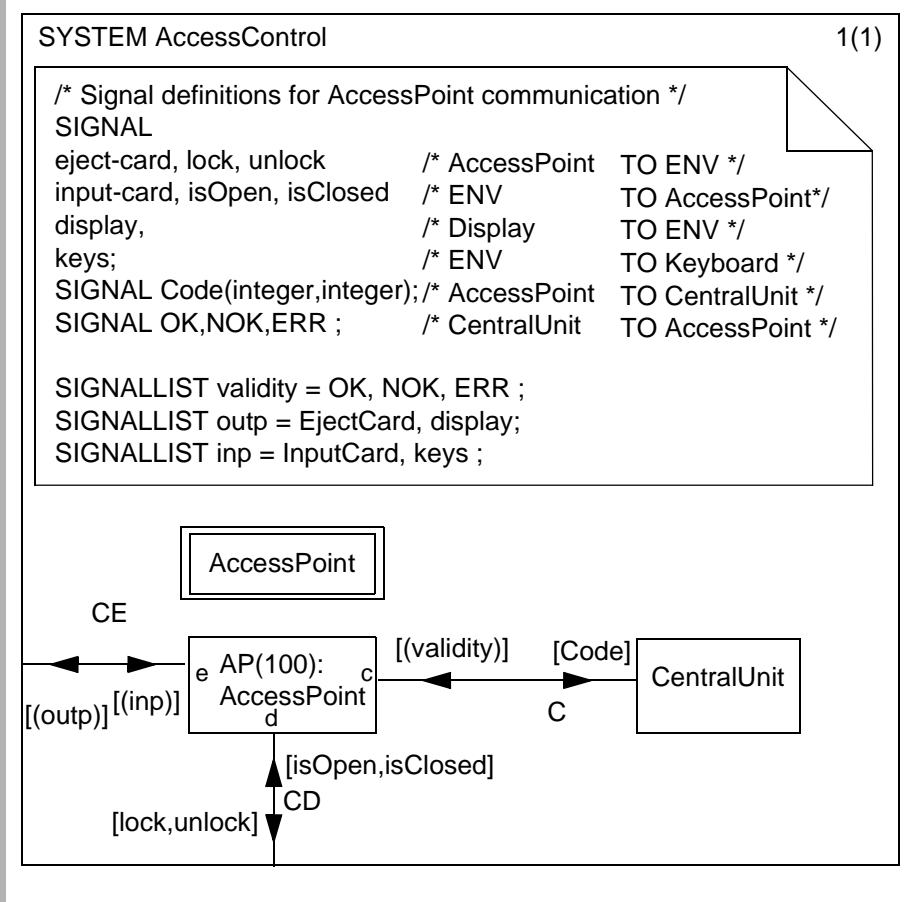 SYSTEM AccessControl 1(1)
/* Signal definitions for AccessPoint communication */
SIGNAL
eject-card, lock, unlock /* AccessPoint TO ENV */
input-card, isOpen, isClosed /* ENV TO AccessPoint*/
display, /* Display TO ENV */
keys; /* ENV TO Keyboard */
SIGNAL Code(integer,integer); /* AccessPoint TO CentralUnit */
SIGNAL OK,NOK,ERR ; /* CentralUnit TO AccessPoint */
SIGNALLIST validity = OK, NOK, ERR ;
SIGNALLIST outp = EjectCard, display;
SIGNALLIST inp = InputCard, keys ;
AccessPoint
CE
[(validity)] [Code]
e AP(100): c
AccessPoint
d
CentralUnit
[(outp)] [(inp)]
C
[isOpen,isClosed]
CD
[lock,unlock]